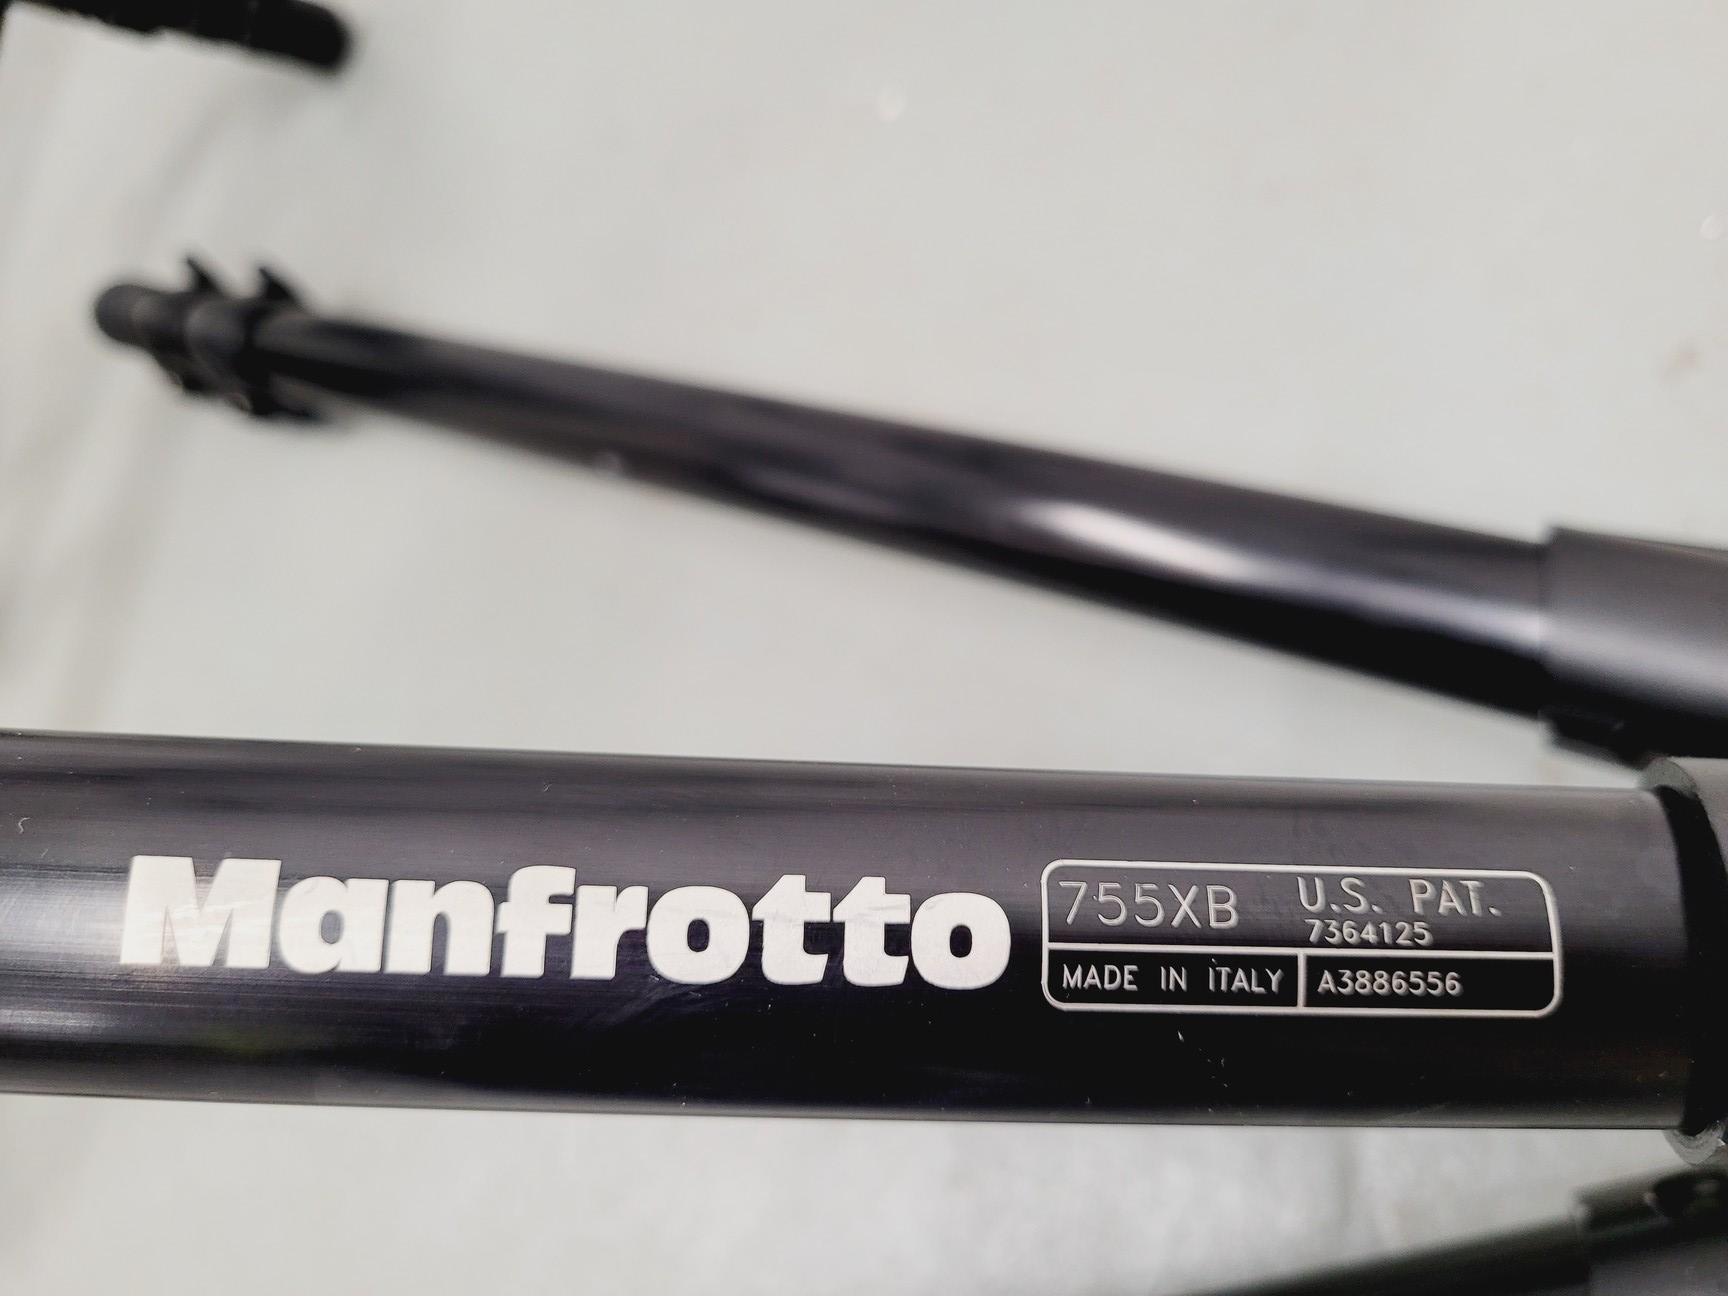 Manfrotto
755XB U.S. PAT.
7364125
MADE IN ITALY A3886556